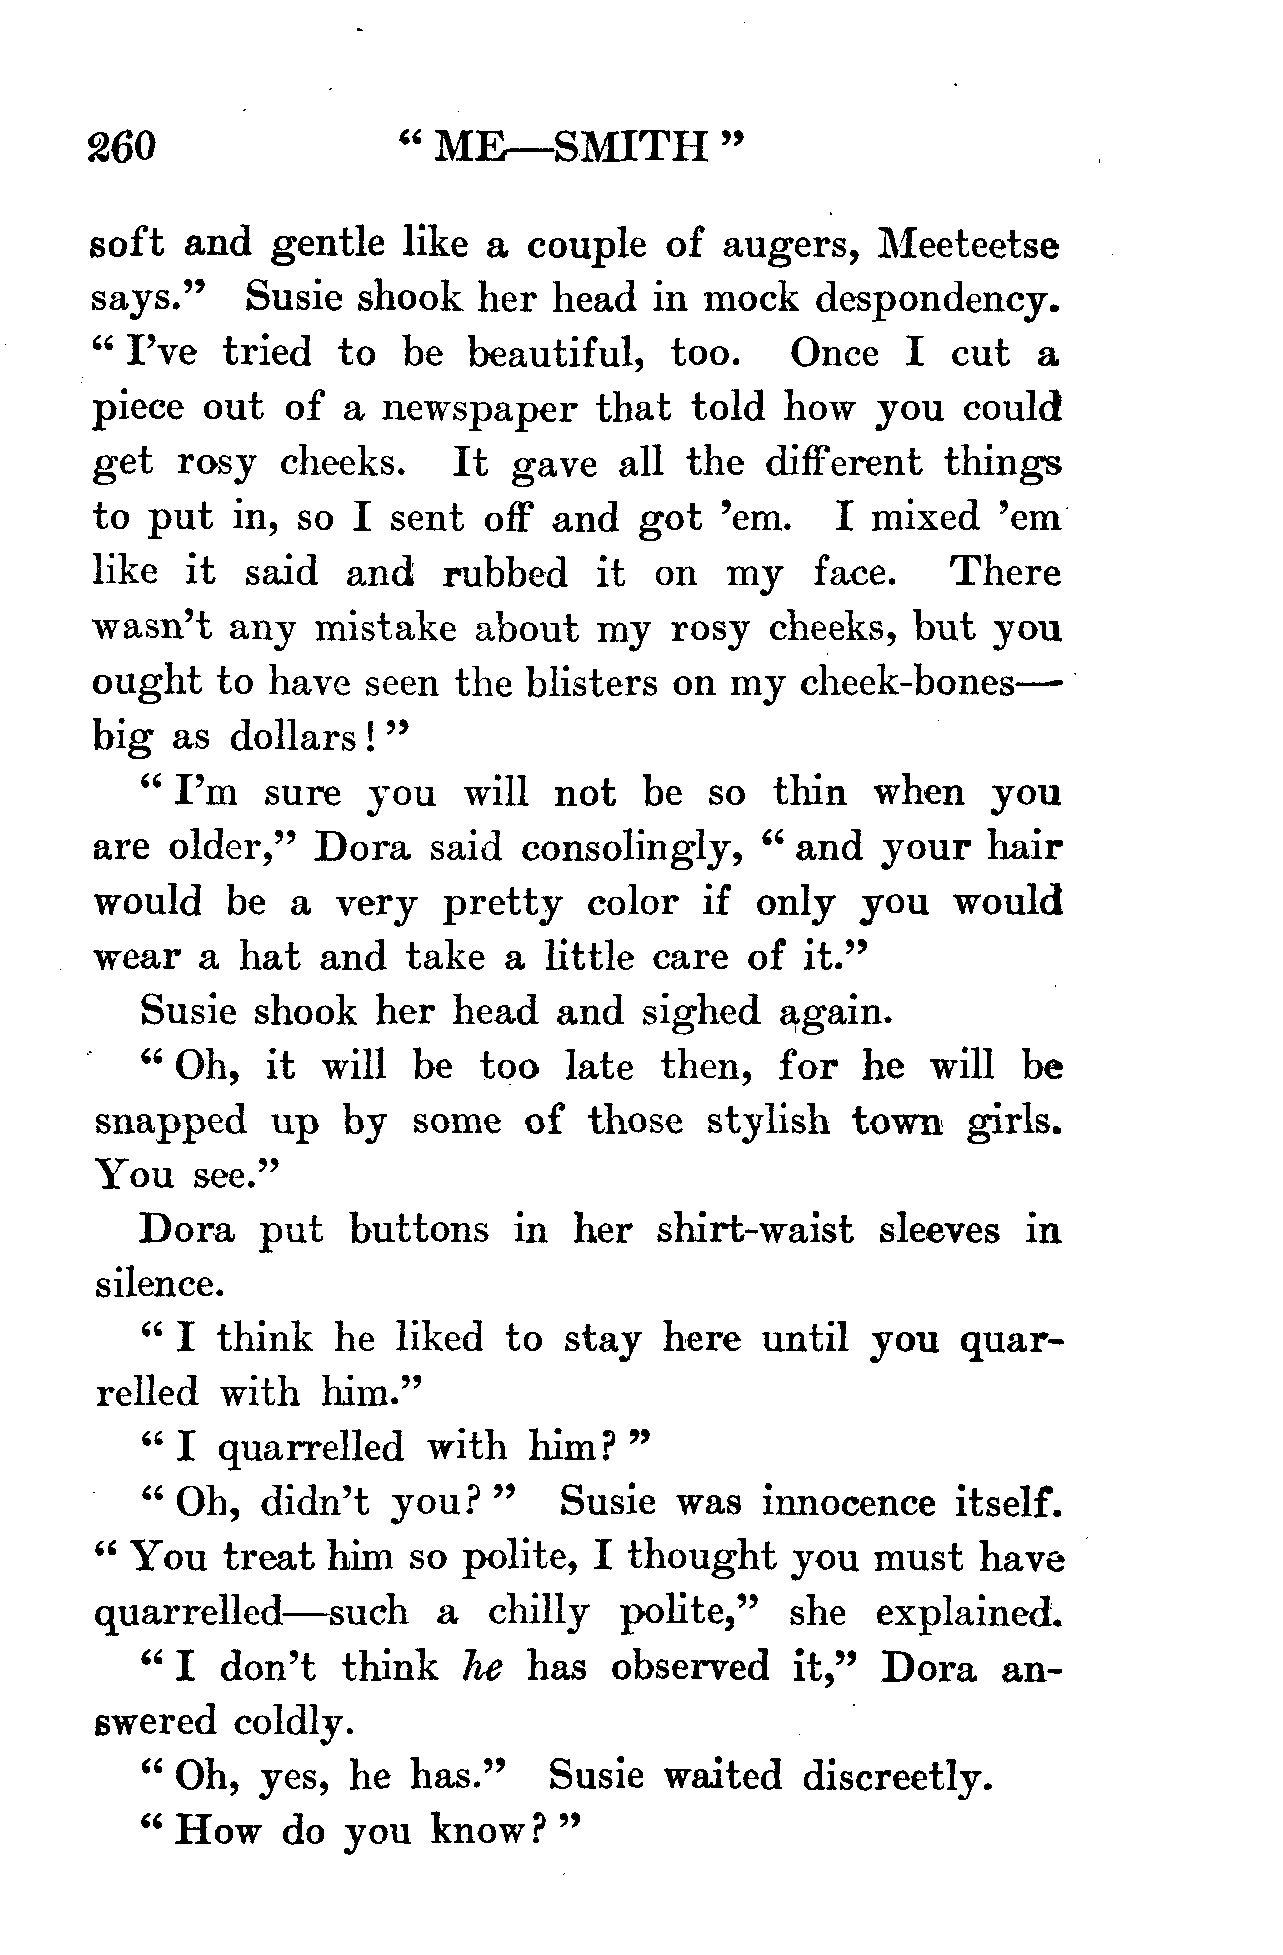 260 “ ME—SMITH ”
soft and gentle like a couple of augers, Meeteetse
says.” Susie shook her head in mock despondency.
“ I’ve tried to be beautiful, too. Once I cut a
piece out of a newspaper that told how you could
get rosy cheeks. It gave all the different things
to put in, so I sent off and got ’em. I mixed ’em
like it said and rubbed it on my face. There
wasn’t any mistake about my rosy cheeks, but you
ought to have seen the blisters on my cheek-bones—
big as dollars! ”
“ I’m sure you will not be so thin when you
are older,” Dora said consolingly, “ and your hair
would be a very pretty color if only you would
wear a hat and take a little care of it.”
Susie shook her head and sighed again.
“ Oh, it will be too late then, for he will be
snapped up by some of those stylish town girls.
You see.”
Dora put buttons in her shirt-waist sleeves in
silence.
“ I think he liked to stay here until you quar-
relled with him.”
“ I quarrelled with him? ”
“ Oh, didn’t you? ” Susie was innocence itself.
“ You treat him so polite, I thought you must have
quarrelled—such a chilly polite,” she explained.
“ I don’t think he has observed it,” Dora an-
swered coldly.
“ Oh, yes, he has.” Susie waited discreetly.
“ How do you know? ”